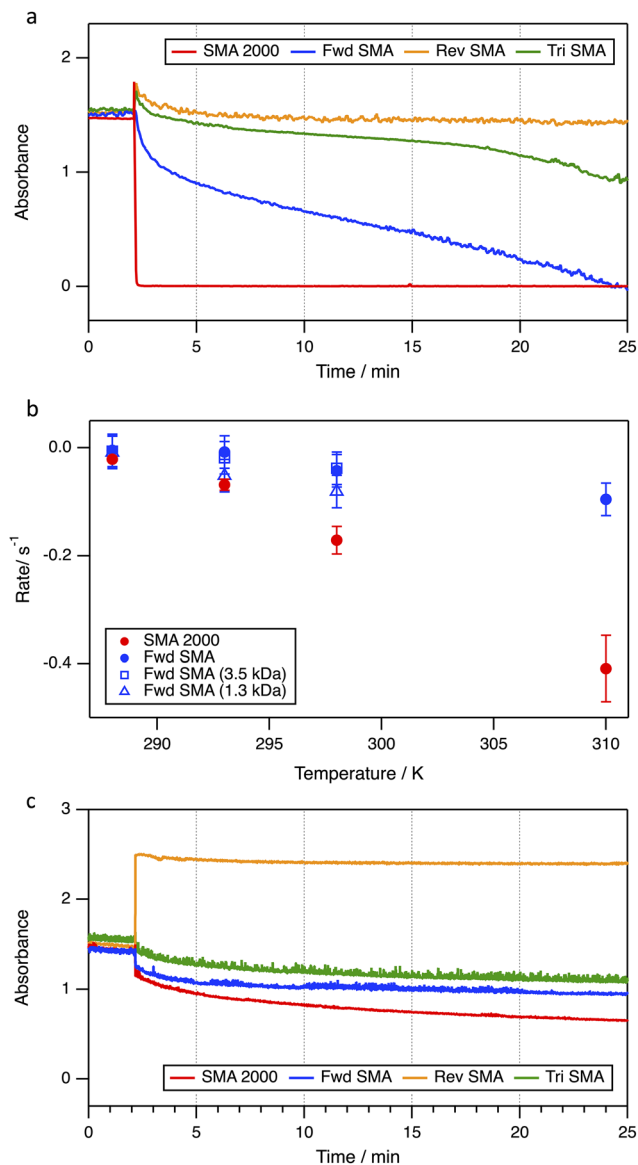 a
SMA 2000 Fwd SMA Rev SMA Tri SMA
2
1
0
Absorbance
0 5 10 15 20 25
Time / min
b
0.0
-0.2
-0.4
Rate/ s⁻¹
SMA 2000
Fwd SMA
Fwd SMA (3.5 kDa)
Fwd SMA (1.3 kDa)
290 295 300 305 310
Temperature / K
c
3
2
1
0
Absorbance
SMA 2000 Fwd SMA Rev SMA Tri SMA
0 5 10 15 20 25
Time / min